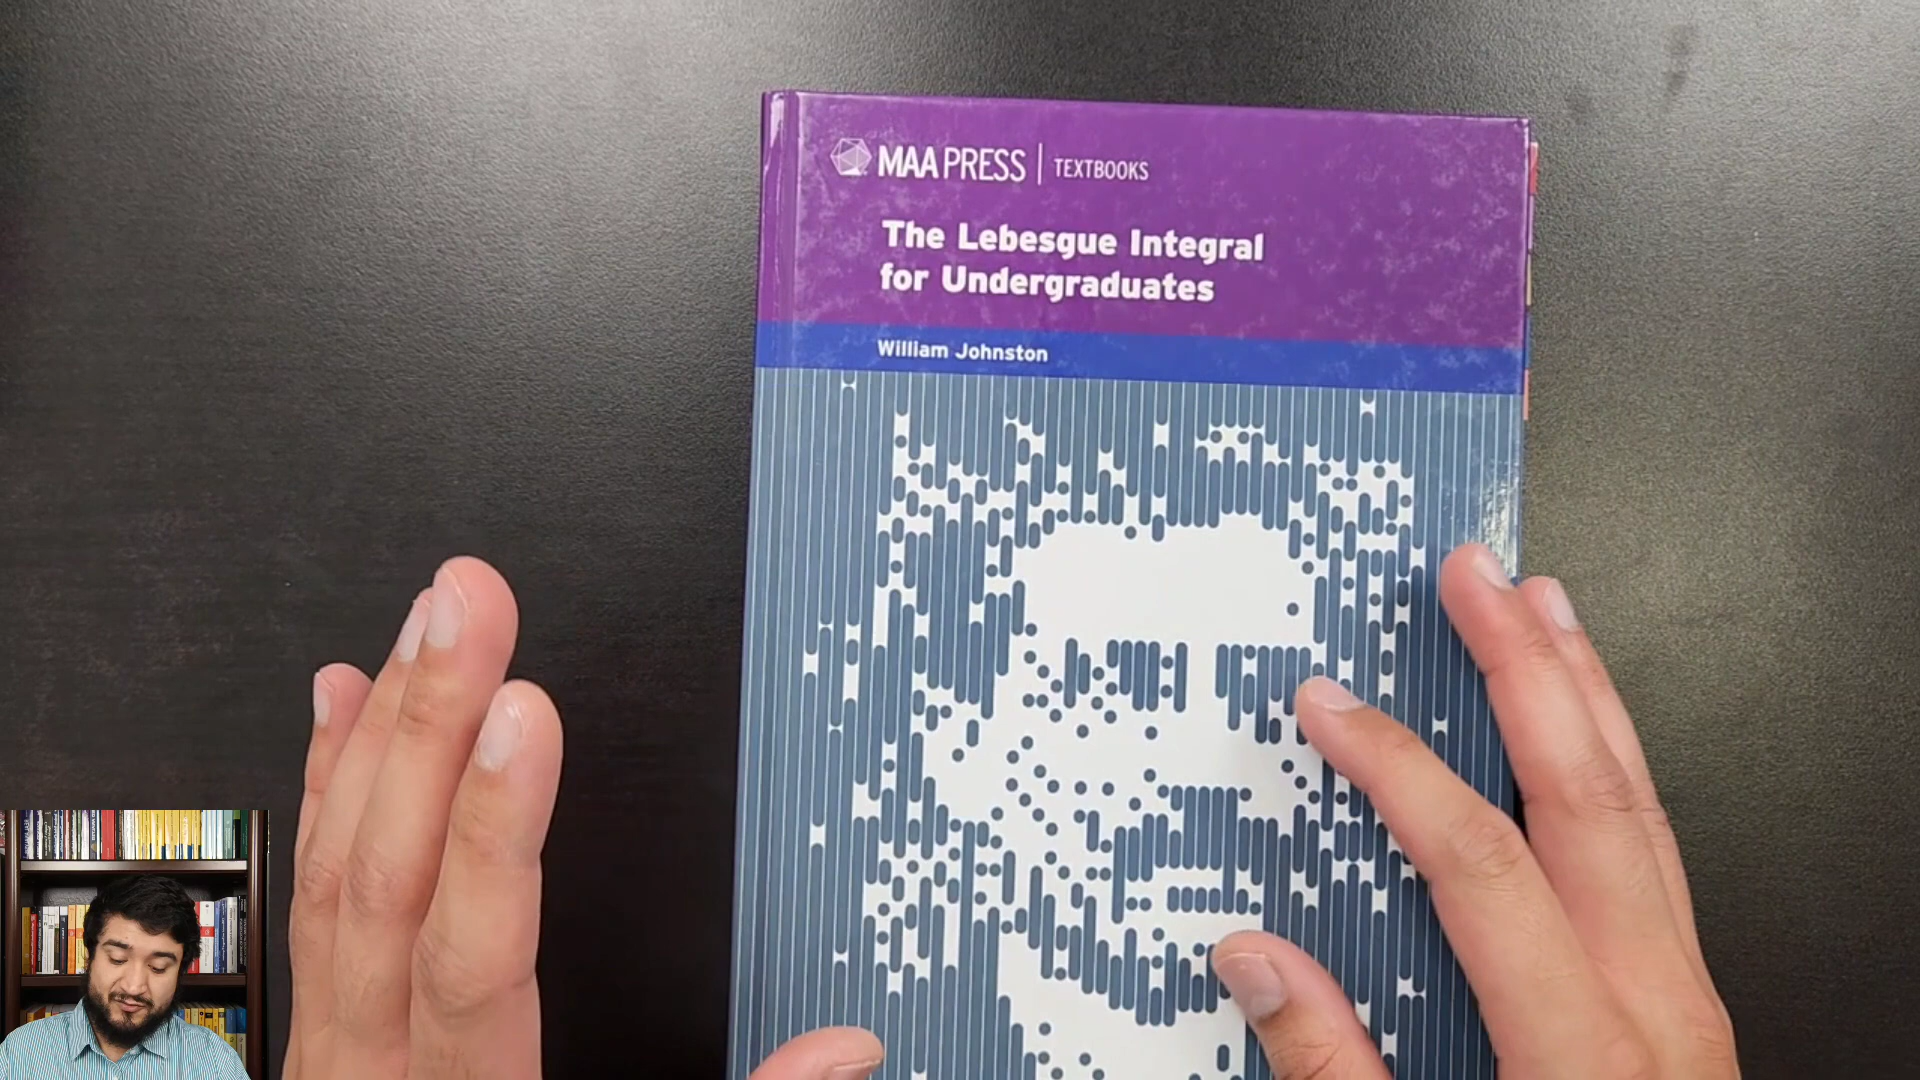 MAA PRESS | TEXTBOOKS
The Lebesgue Integral
for Undergraduates
William Johnston